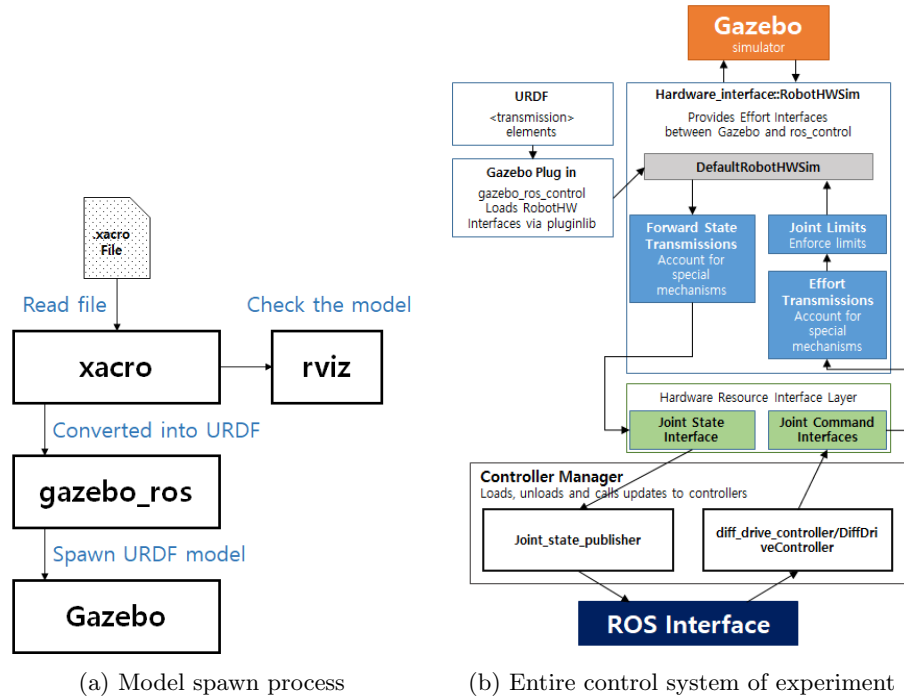 .xacro
File
Read file
Check the model
xacro
rviz
Converted into URDF
gazebo_ros
Spawn URDF model
Gazebo
(a) Model spawn process
Gazebo
simulator
URDF
<transmission>
elements
Gazebo Plug in
gazebo_ros_control
Loads RobotHW
Interfaces via pluginlib
Hardware_interface::RobotHWSim
Provides Effort Interfaces
between Gazebo and ros_control
DefaultRobotHWSim
Forward State
Transmissions
Account for
special
mechanisms
Joint Limits
Enforce limits
Effort
Transmissions
Account for
special
mechanisms
Hardware Resource Interface Layer
Joint State
Interface
Joint Command
Interfaces
Controller Manager
Loads, unloads and calls updates to controllers
Joint_state_publisher
diff_drive_controller/DiffDri
veController
ROS Interface
(b) Entire control system of experiment